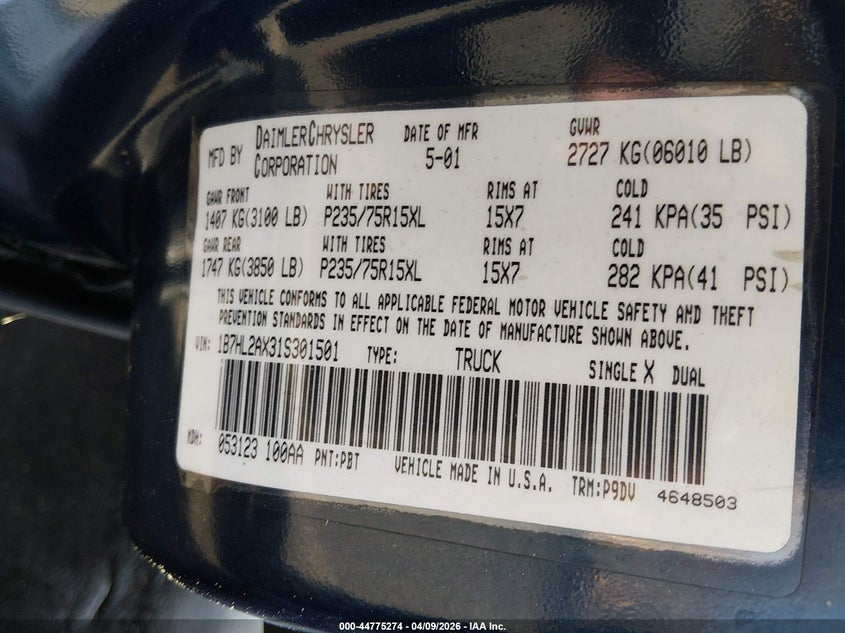 MFD BY DAIMLERCHRYSLER CORPORATION DATE OF MFR 5-01 GVWR 2727 KG(06010 LB)
GAWR FRONT WITH TIRES RIMS AT COLD
1407 KG(3100 LB) P235/75R15XL 15X7 241 KPA(35 PSI)
GAWR REAR WITH TIRES RIMS AT COLD
1747 KG(3850 LB) P235/75R15XL 15X7 282 KPA(41 PSI)
THIS VEHICLE CONFORMS TO ALL APPLICABLE FEDERAL MOTOR VEHICLE SAFETY AND THEFT
PREVENTION STANDARDS IN EFFECT ON THE DATE OF MANUFACTURE SHOWN ABOVE.
VIN: 1B7HL2AX31S301501 TYPE: TRUCK SINGLE X DUAL
MDH: 053123 100AA PNT:PBT VEHICLE MADE IN U.S.A. TRM:P9DV 4648503
000-44775274 - 04/09/2026 - IAA Inc.